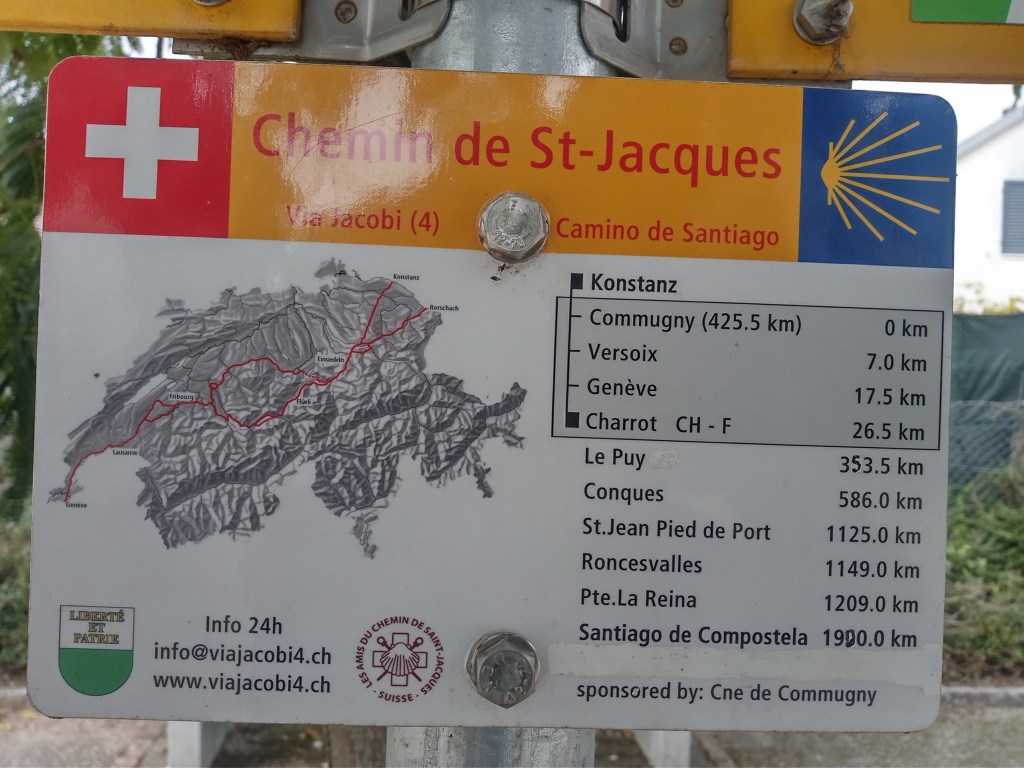 Chemin de St-Jacques
Via Jacobi (4) Camino de Santiago
Konstanz
Rorschach
Einsiedeln
Fribourg
Flüeli
Lausanne
Genève
Konstanz
Commugny (425.5 km) 0 km
Versoix 7.0 km
Genève 17.5 km
Charrot CH - F 26.5 km
Le Puy 353.5 km
Conques 586.0 km
St.Jean Pied de Port 1125.0 km
Roncesvalles 1149.0 km
Pte.La Reina 1209.0 km
Santiago de Compostela 1900.0 km
sponsored by: Cne de Commugny
LIBERTÉ
ET
PATRIE
Info 24h
info@viajacobi4.ch
www.viajacobi4.ch
LES AMIS DU CHEMIN DE SAINT-JACQUES
- SUISSE -